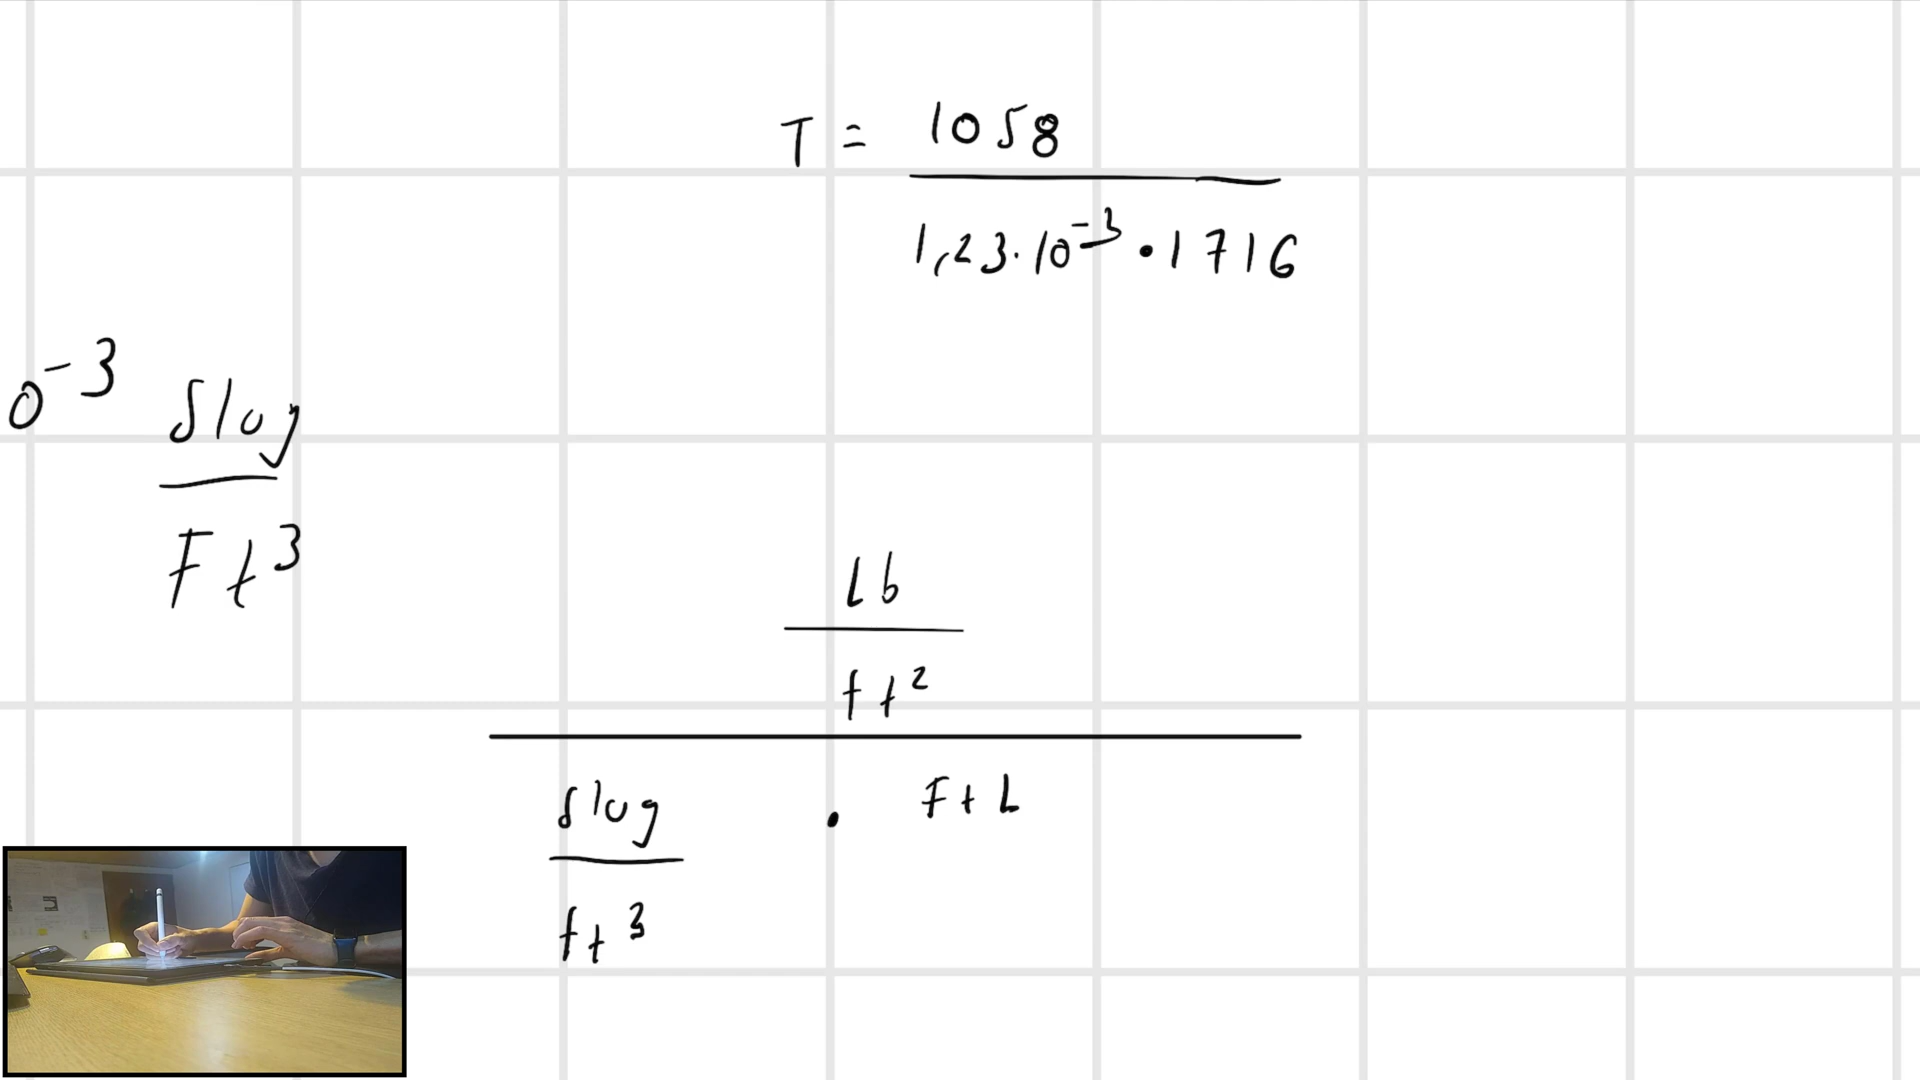 T = 1058
1,23·10⁻³ · 1716
0⁻³ Slug
Ft³
Lb
ft²
Slug · Ft L
ft³